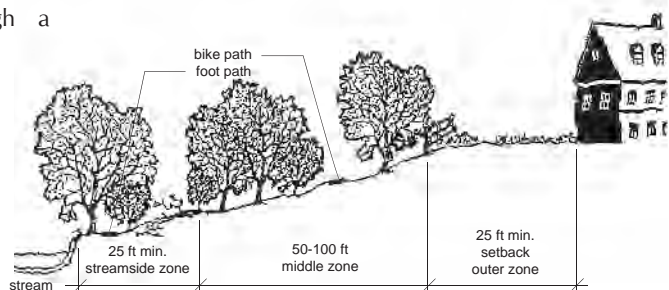 gh a
bike path
foot path
25 ft min.
streamside zone
50-100 ft
middle zone
25 ft min.
setback
outer zone
stream